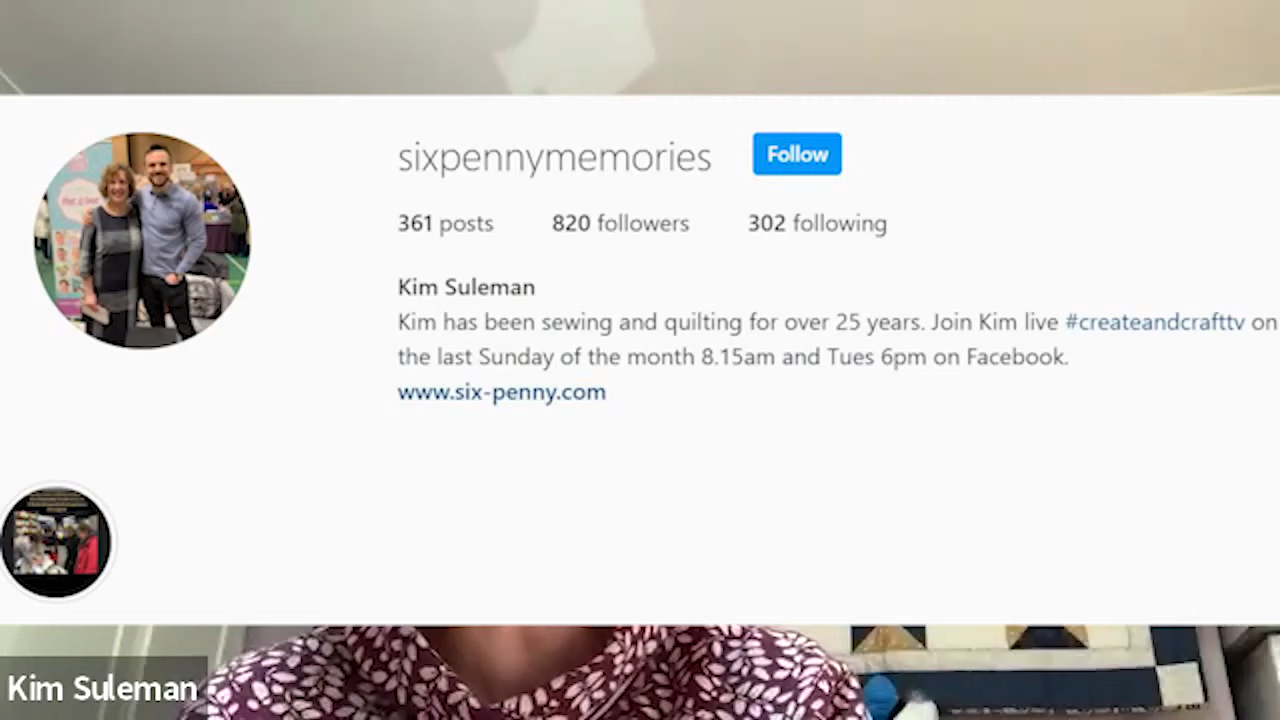 sixpennymemories Follow
361 posts 820 followers 302 following
Kim Suleman
Kim has been sewing and quilting for over 25 years. Join Kim live #createandcrafttv on
the last Sunday of the month 8.15am and Tues 6pm on Facebook.
www.six-penny.com
Kim Suleman